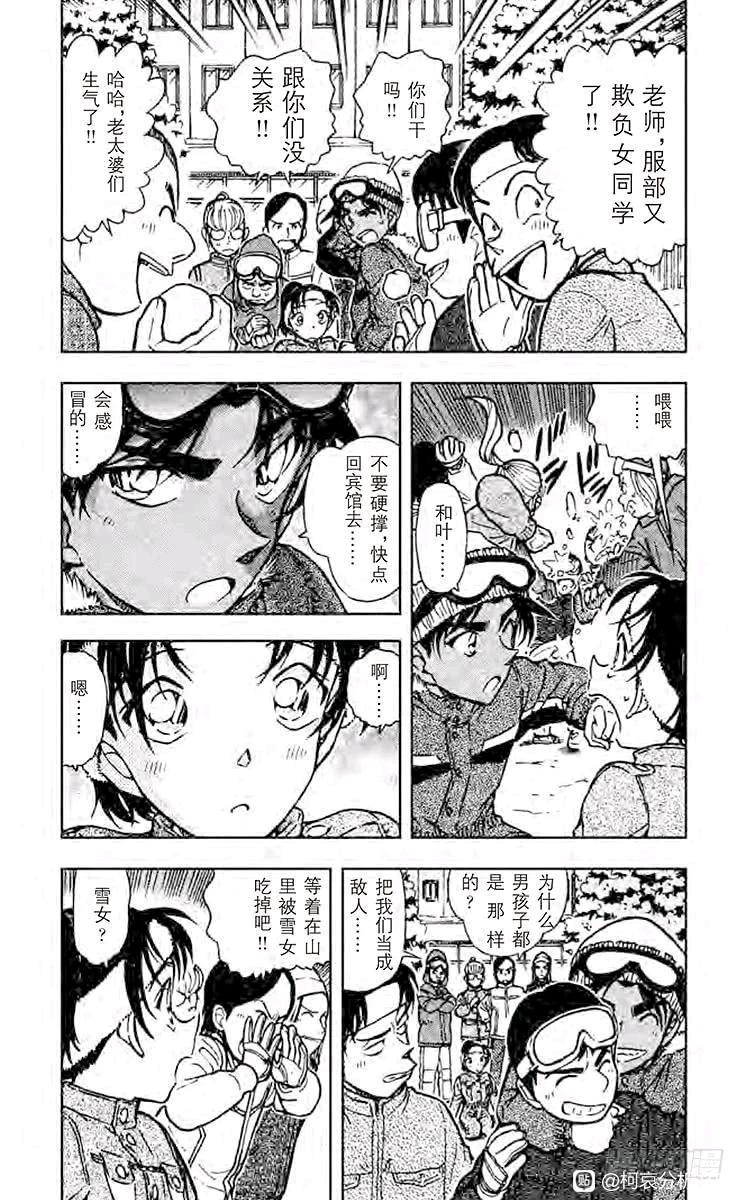 老师，服部又
欺负女同学
了!!
你们干
吗!!
跟你们没
关系!!
哈哈，老太婆们
生气了!!
喂喂
……
和叶……
不要硬撑，快点
回宾馆去……
会感
冒的……
啊……
嗯
为什么
男孩子都
是那样
的？
把我们当成
敌人……
等着在山
里被雪女
吃掉吧!!
雪女？
贴 @柯哀分析